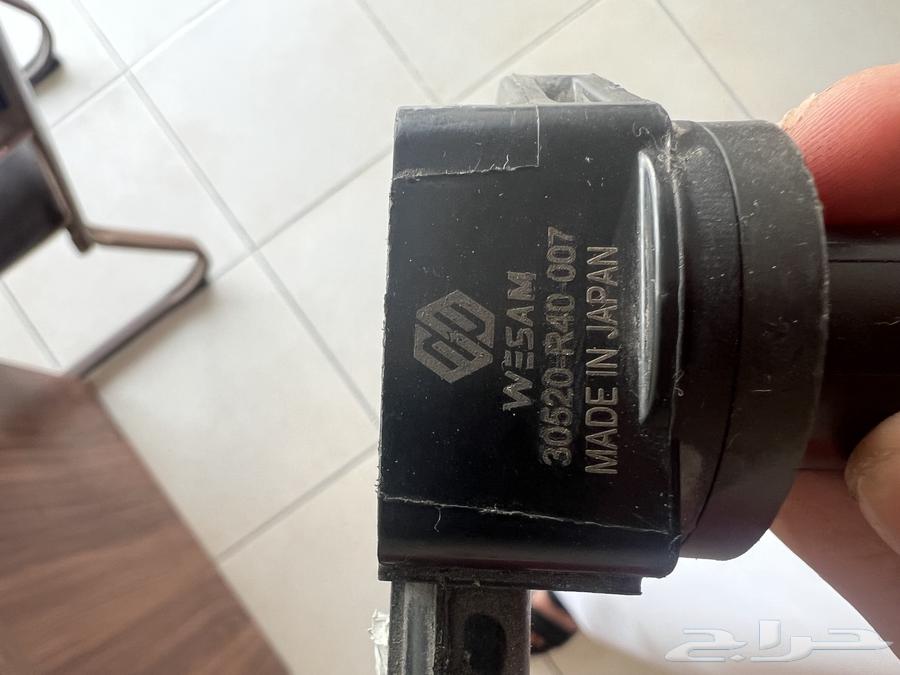 WESAM
30520-R40-007
MADE IN JAPAN
حراج